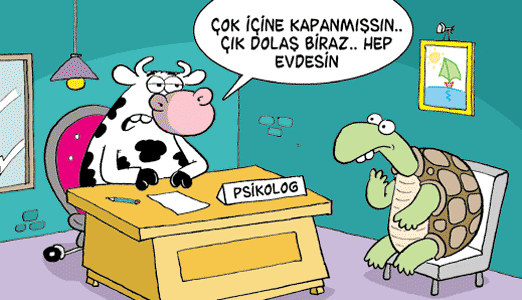 ÇOK İÇİNE KAPANMIŞSIN..
ÇIK DOLAŞ BİRAZ.. HEP
EVDESİN
PSİKOLOG